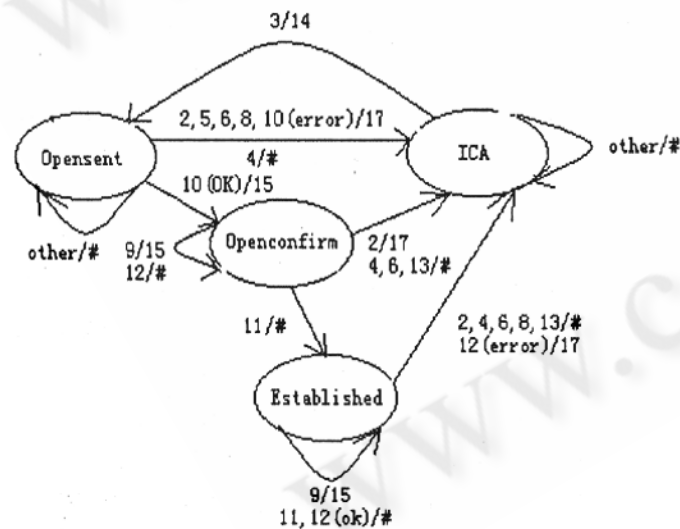 3/14
2, 5, 6, 8, 10(error)/17
Opensent
ICA
4/#
other/#
10(OK)/15
Openconfirm
9/15
12/#
2/17
4, 6, 13/#
other/#
11/#
2, 4, 6, 8, 13/#
12(error)/17
Established
9/15
11, 12(ok)/#
www.c